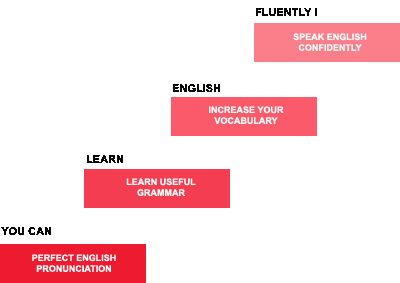 FLUENTLY I
SPEAK ENGLISH
CONFIDENTLY
ENGLISH
INCREASE YOUR
VOCABULARY
LEARN
LEARN USEFUL
GRAMMAR
YOU CAN
PERFECT ENGLISH
PRONUNCIATION